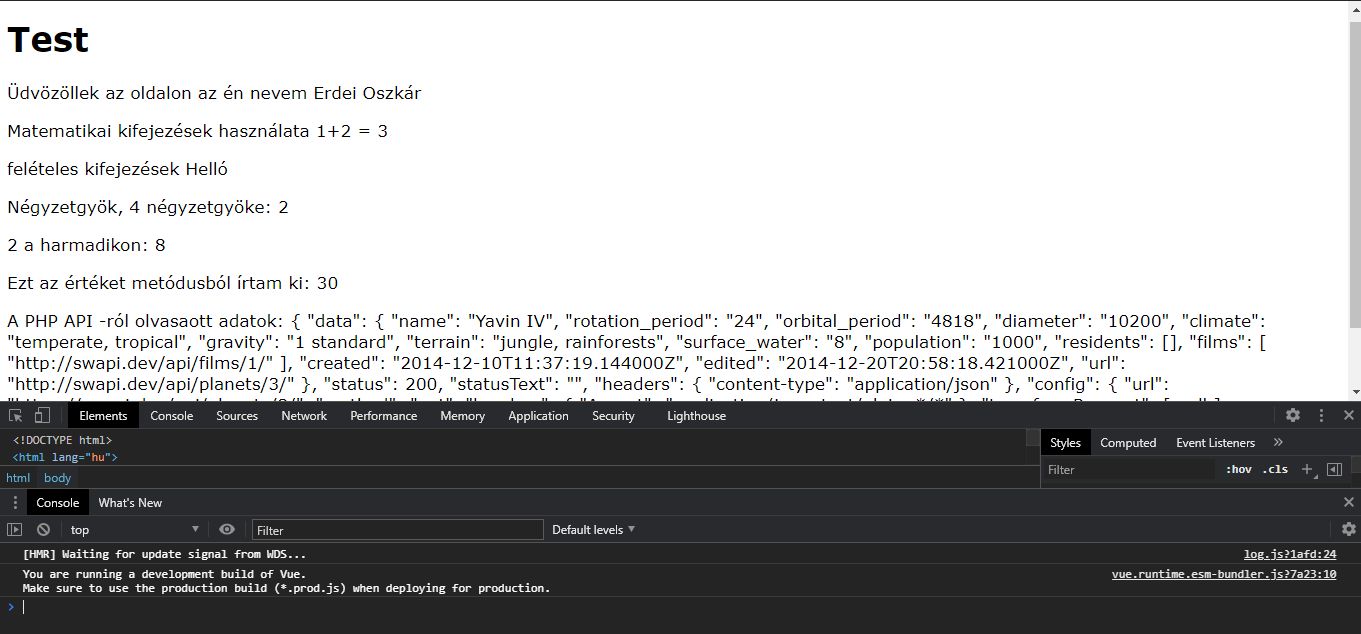 Test
Üdvözöllek az oldalon az én nevem Erdei Oszkár
Matematikai kifejezések használata 1+2 = 3
felételes kifejezések Helló
Négyzetgyök, 4 négyzetgyöke: 2
2 a harmadikon: 8
Ezt az értéket metódusból írtam ki: 30
A PHP API -ról olvasaott adatok: { "data": { "name": "Yavin IV", "rotation_period": "24", "orbital_period": "4818", "diameter": "10200", "climate":
"temperate, tropical", "gravity": "1 standard", "terrain": "jungle, rainforests", "surface_water": "8", "population": "1000", "residents": [], "films": [
"http://swapi.dev/api/films/1/" ], "created": "2014-12-10T11:37:19.144000Z", "edited": "2014-12-20T20:58:18.421000Z", "url":
"http://swapi.dev/api/planets/3/" }, "status": 200, "statusText": "", "headers": { "content-type": "application/json" }, "config": { "url":
Elements Console Sources Network Performance Memory Application Security Lighthouse
<!DOCTYPE html>
<html lang="hu">
html body
Styles Computed Event Listeners »
Filter :hov .cls +
Console What's New
top Filter Default levels
[HMR] Waiting for update signal from WDS... log.js?1afd:24
You are running a development build of Vue. vue.runtime.esm-bundler.js?7a23:10
Make sure to use the production build (*.prod.js) when deploying for production.
>